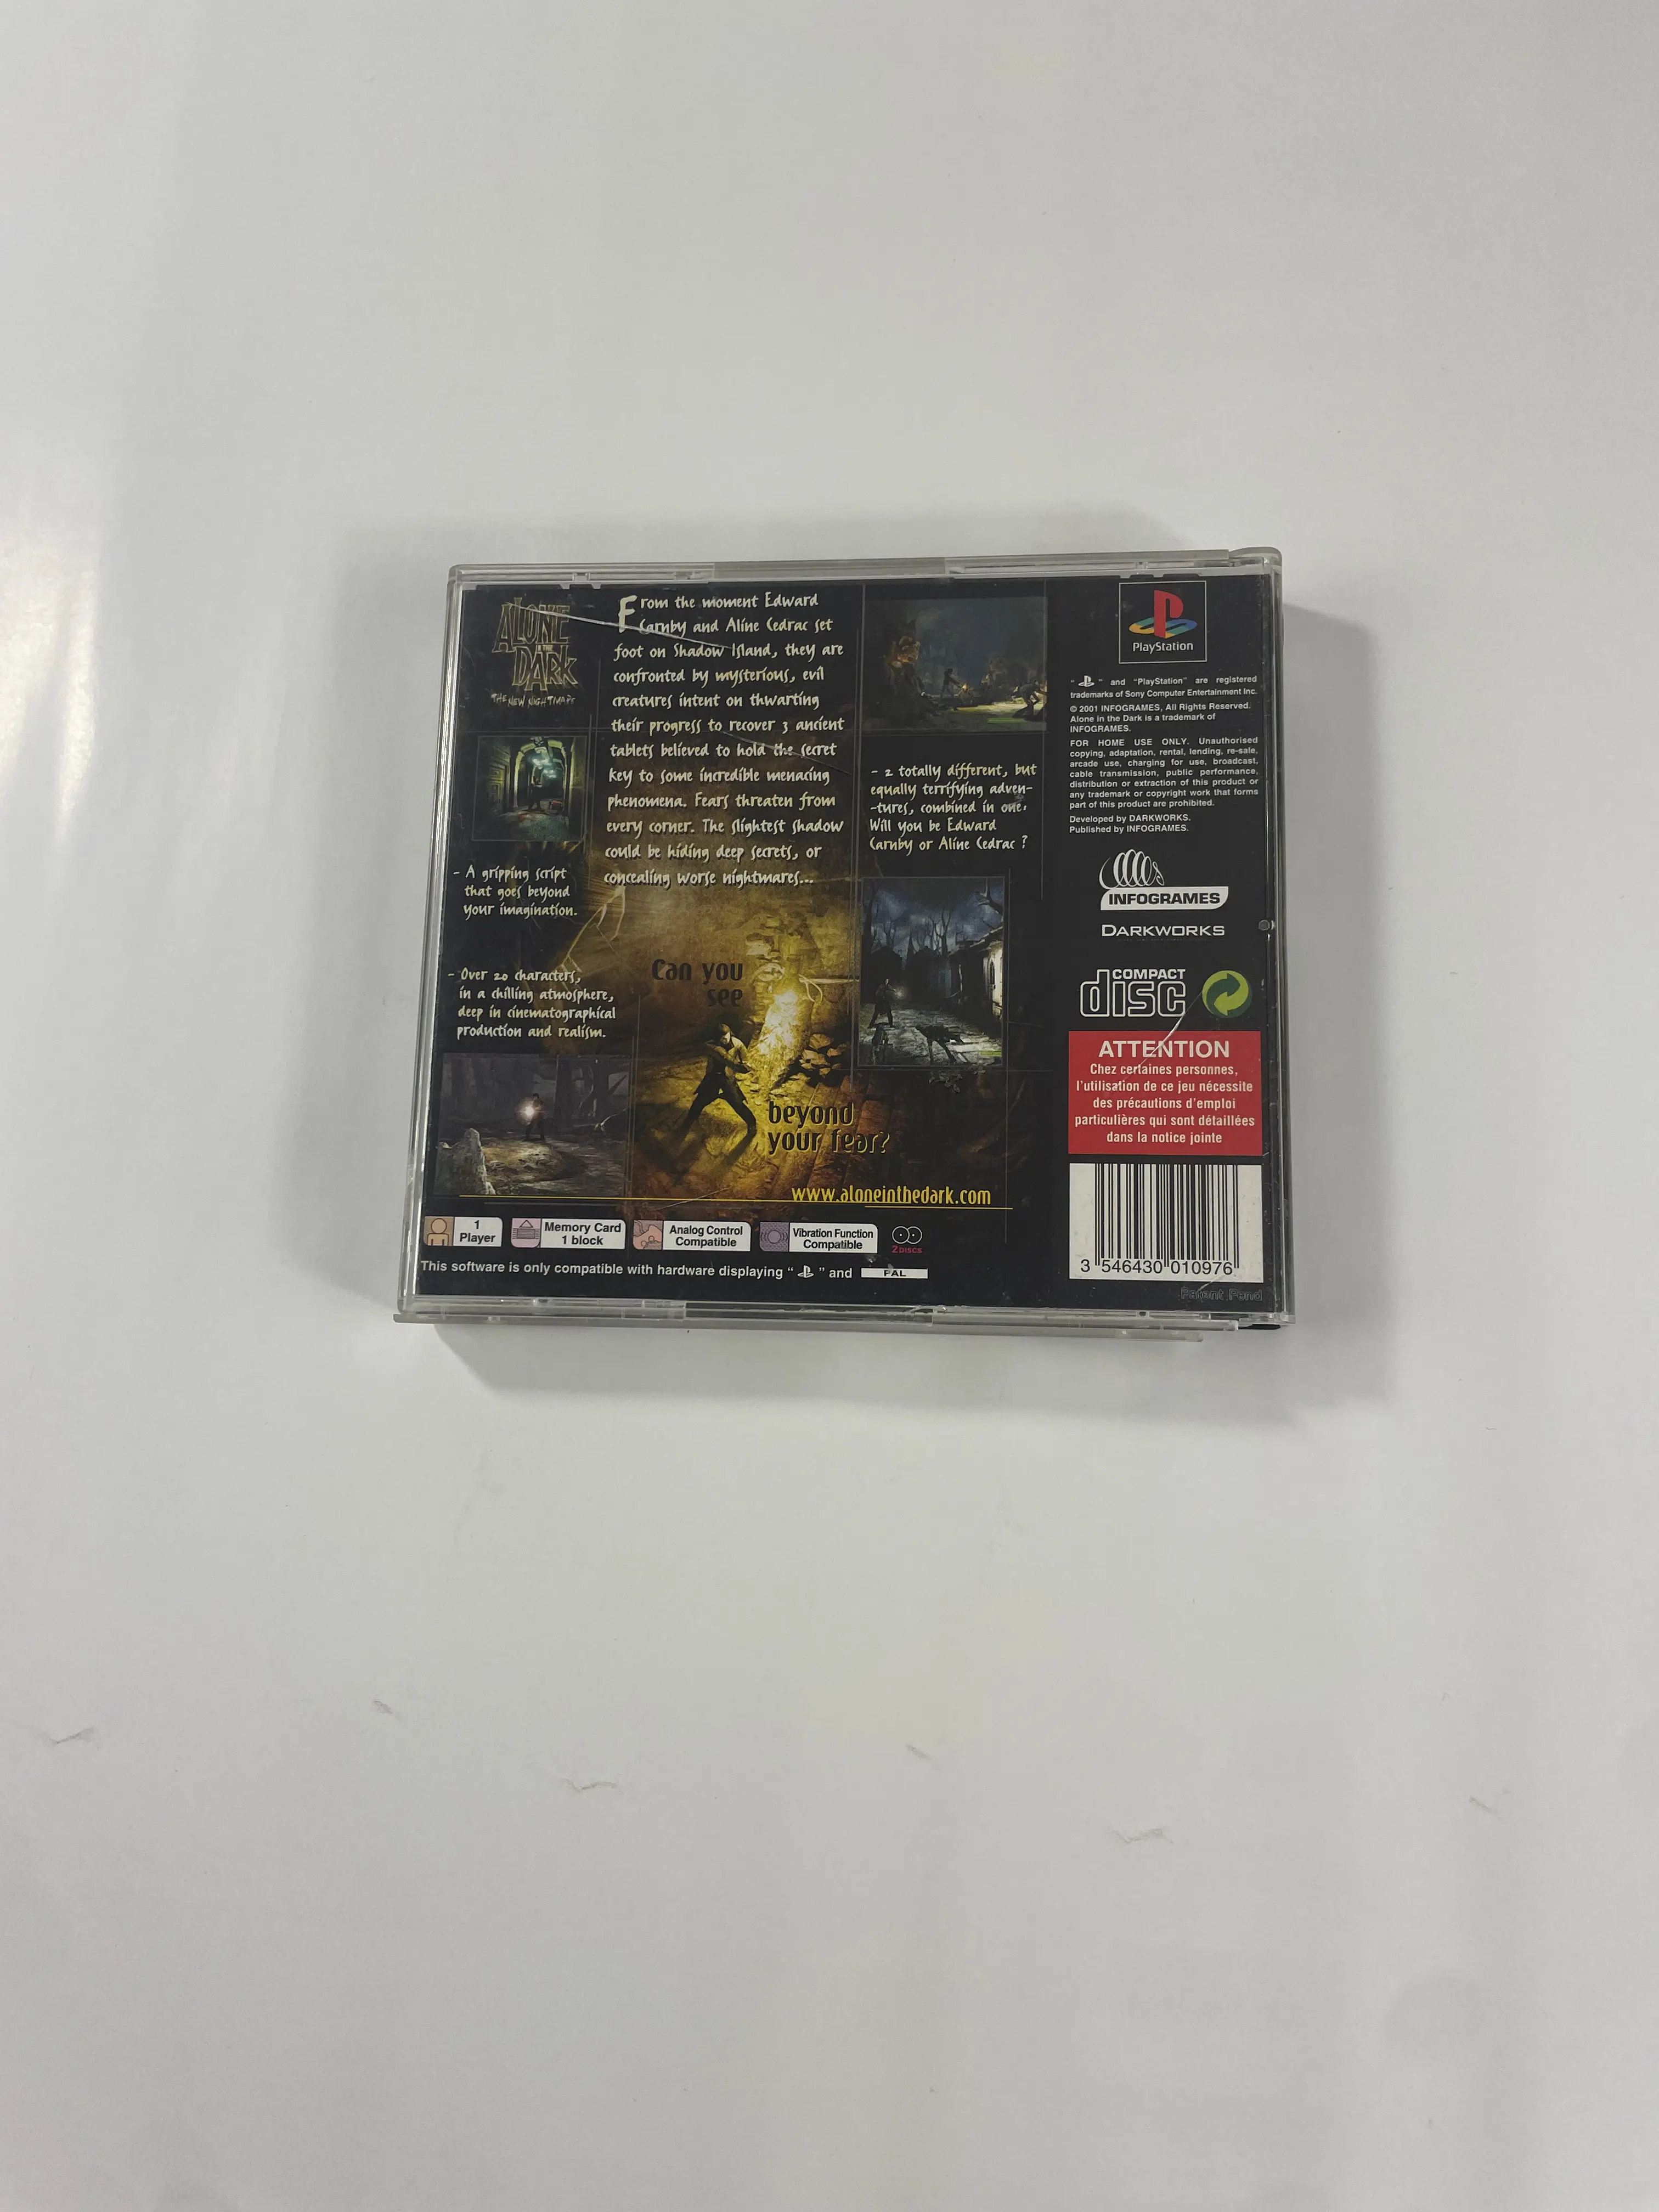 ALONE
IN THE
DARK
THE NEW NIGHTMARE
From the moment Edward
Carnby and Aline Cedrac set
foot on Shadow Island, they are
confronted by mysterious, evil
creatures intent on thwarting
their progress to recover 3 ancient
tablets believed to hold the secret
key to some incredible menacing
phenomena. Fears threaten from
every corner. The slightest shadow
could be hiding deep secrets, or
concealing worse nightmares...
- A gripping script
that goes beyond
your imagination.
- Over 20 characters,
in a chilling atmosphere,
deep in cinematographical
production and realism.
- 2 totally different, but
equally terrifying adven-
-tures, combined in one.
Will you be Edward
Carnby or Aline Cedrac ?
Can you
see
beyond
your fear?
www.aloneinthedark.com
1
Player
Memory Card
1 block
Analog Control
Compatible
Vibration Function
Compatible
2 DISCS
This software is only compatible with hardware displaying " " and PAL
PlayStation
" " and "PlayStation" are registered
trademarks of Sony Computer Entertainment Inc.
© 2001 INFOGRAMES, All Rights Reserved.
Alone in the Dark is a trademark of
INFOGRAMES.
FOR HOME USE ONLY. Unauthorised
copying, adaptation, rental, lending, re-sale,
arcade use, charging for use, broadcast,
cable transmission, public performance,
distribution or extraction of this product or
any trademark or copyright work that forms
part of this product are prohibited.
Developed by DARKWORKS.
Published by INFOGRAMES.
INFOGRAMES
DARKWORKS
COMPACT
disc
ATTENTION
Chez certaines personnes,
l'utilisation de ce jeu nécessite
des précautions d'emploi
particulières qui sont détaillées
dans la notice jointe
3 546430 010976
Patent Pend